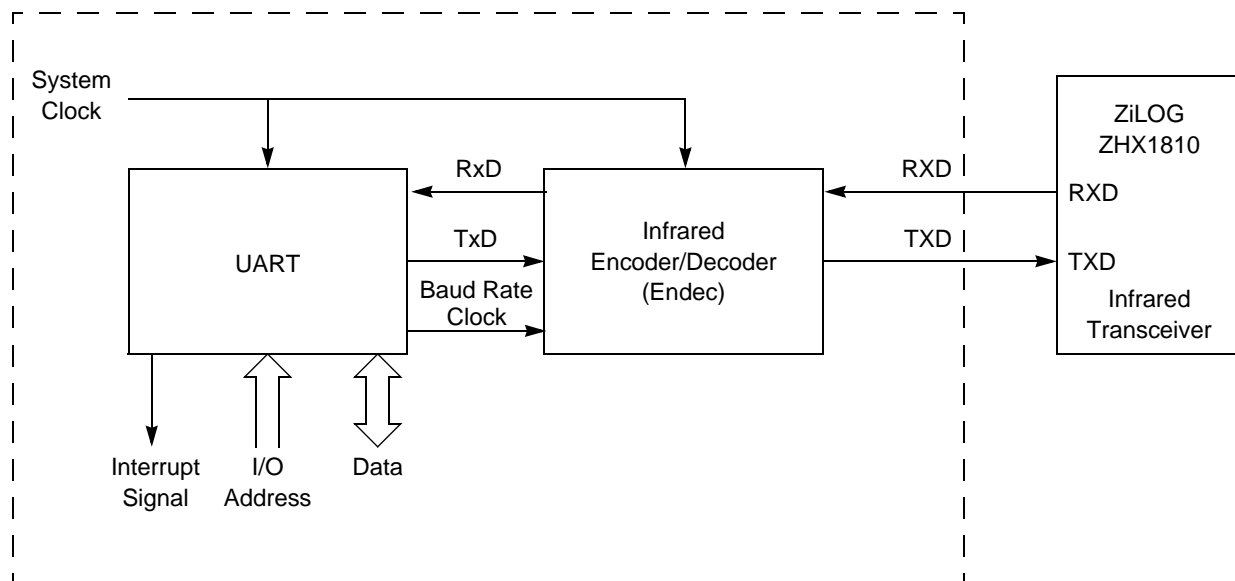 System
Clock
ZiLOG
ZHX1810
RxD
RXD
RXD
UART
TxD
Infrared
Encoder/Decoder
(Endec)
TXD
TXD
Baud Rate
Clock
Infrared
Transceiver
Interrupt
Signal
I/O
Address
Data